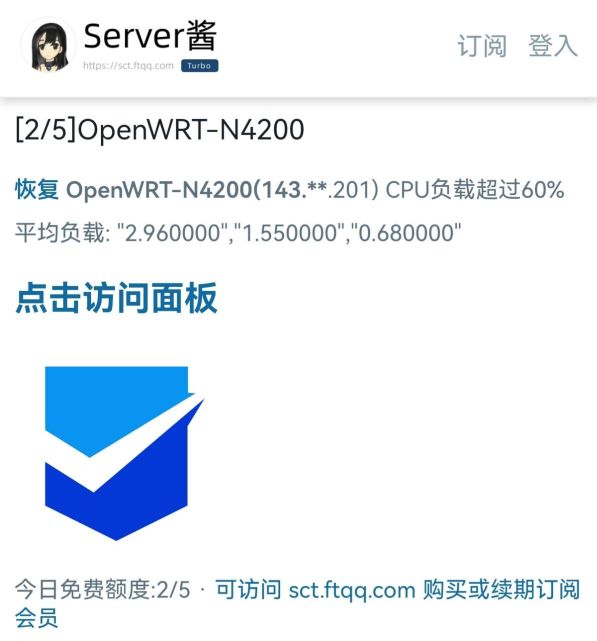 Server酱
https://sct.ftqq.com Turbo
订阅 登入
[2/5]OpenWRT-N4200
恢复 OpenWRT-N4200(143.**.201) CPU负载超过60%
平均负载: "2.960000","1.550000","0.680000"
点击访问面板
今日免费额度:2/5 · 可访问 sct.ftqq.com 购买或续期订阅
会员